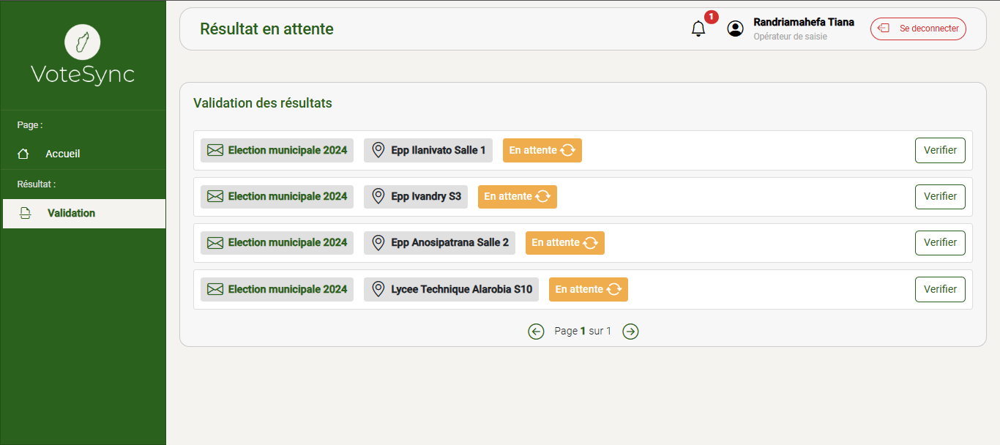 VoteSync
Page :
Accueil
Résultat :
Validation
Résultat en attente
1
Randriamahefa Tiana
Opérateur de saisie
Se deconnecter
Validation des résultats
Election municipale 2024 Epp Ilanivato Salle 1 En attente Verifier
Election municipale 2024 Epp Ivandry S3 En attente Verifier
Election municipale 2024 Epp Anosipatrana Salle 2 En attente Verifier
Election municipale 2024 Lycee Technique Alarobia S10 En attente Verifier
Page 1 sur 1